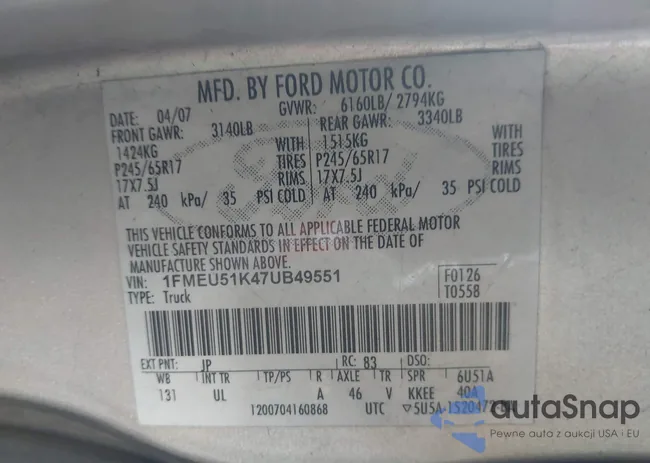 MFD. BY FORD MOTOR CO.
DATE: 04/07 GVWR: 6160LB/ 2794KG
FRONT GAWR: 3140LB REAR GAWR: 3340LB
1424KG WITH 1515KG WITH
P245/65R17 TIRES P245/65R17 TIRES
17X7.5J RIMS 17X7.5J RIMS
AT 240 kPa/ 35 PSI COLD AT 240 kPa/ 35 PSI COLD
THIS VEHICLE CONFORMS TO ALL APPLICABLE FEDERAL MOTOR
VEHICLE SAFETY STANDARDS IN EFFECT ON THE DATE OF
MANUFACTURE SHOWN ABOVE.
VIN: 1FMEU51K47UB49551 F0126
TYPE: Truck T0558
EXT PNT: JP RC: 83 DSO:
WB INT TR TP/PS R AXLE TR SPR 6U51A
131 UL A 46 V KKEE 40A
1200704160868 UTC ▽5U5A-1520472-
autoSnap
Pewne auta z aukcji USA i EU